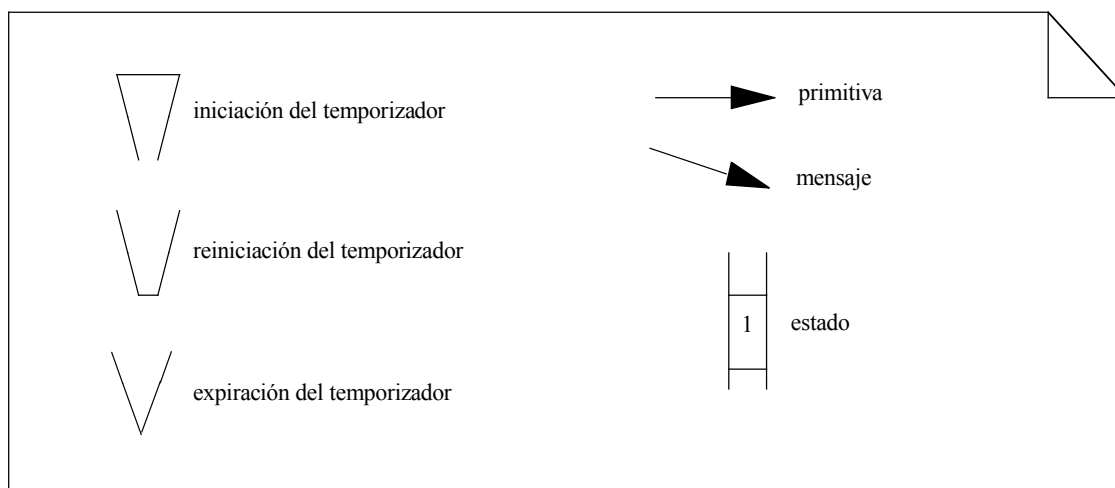 iniciación del temporizador
reiniciación del temporizador
expiración del temporizador
primitiva
mensaje
1
estado